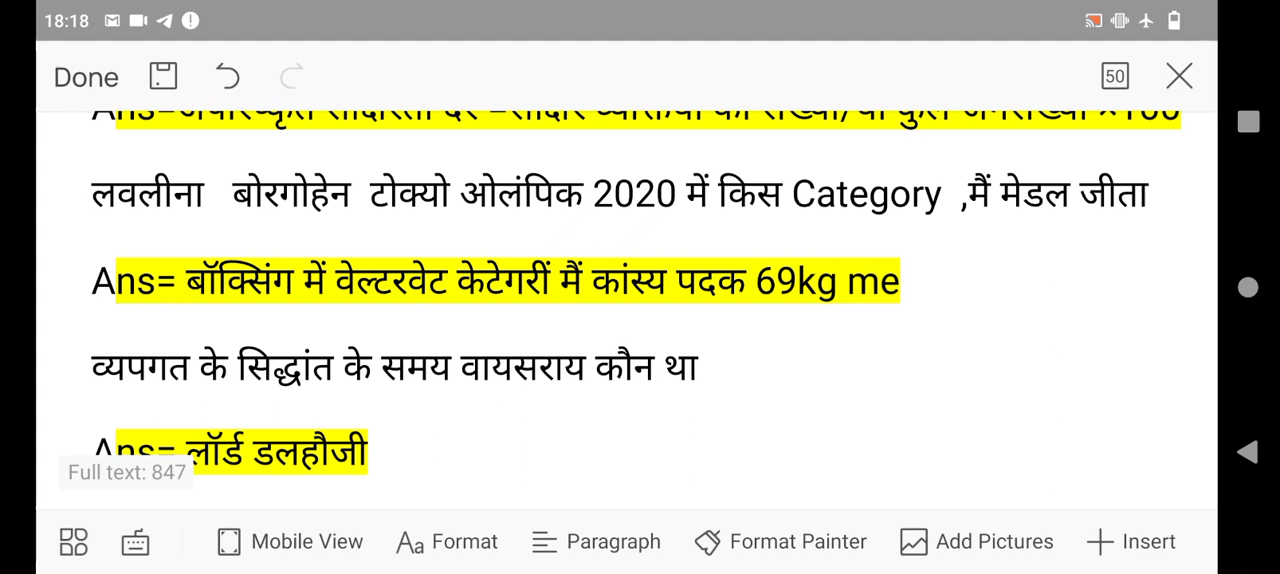 18:18
Done
50
लवलीना बोरगोहेन टोक्यो ओलंपिक 2020 में किस Category ,मैं मेडल जीता
Ans= बॉक्सिंग में वेल्टरवेट केटेगरीं मैं कांस्य पदक 69kg me
व्यपगत के सिद्धांत के समय वायसराय कौन था
Ans= लॉर्ड डलहौजी
Full text: 847
Mobile View Format Paragraph Format Painter Add Pictures Insert